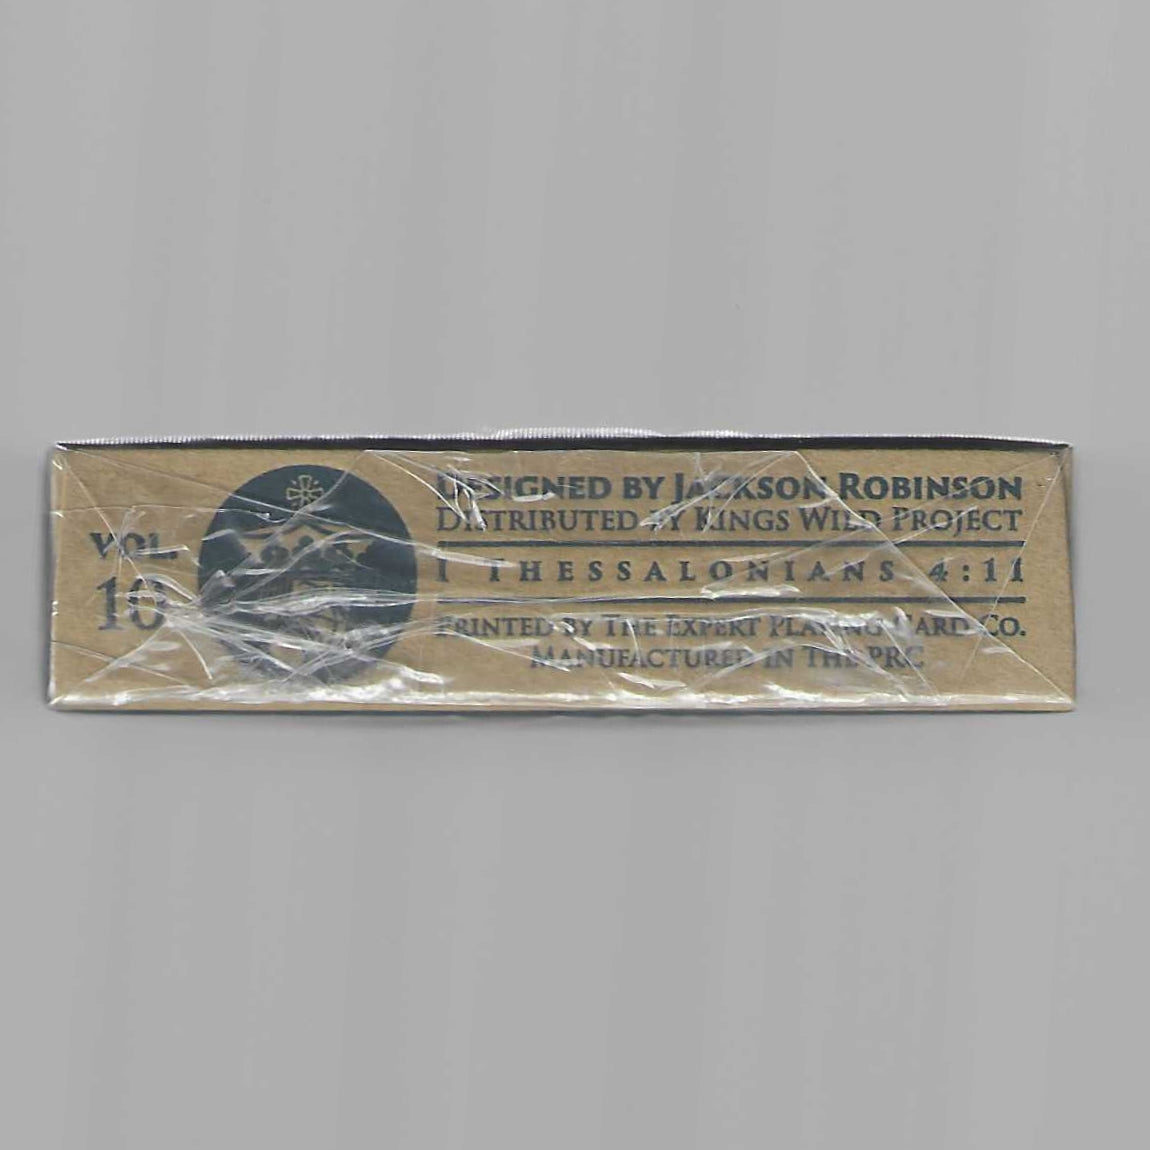 VOL.
10
DESIGNED BY JACKSON ROBINSON
DISTRIBUTED BY KINGS WILD PROJECT
I THESSALONIANS 4:11
PRINTED BY THE EXPERT PLAYING CARD CO.
MANUFACTURED IN THE PRC